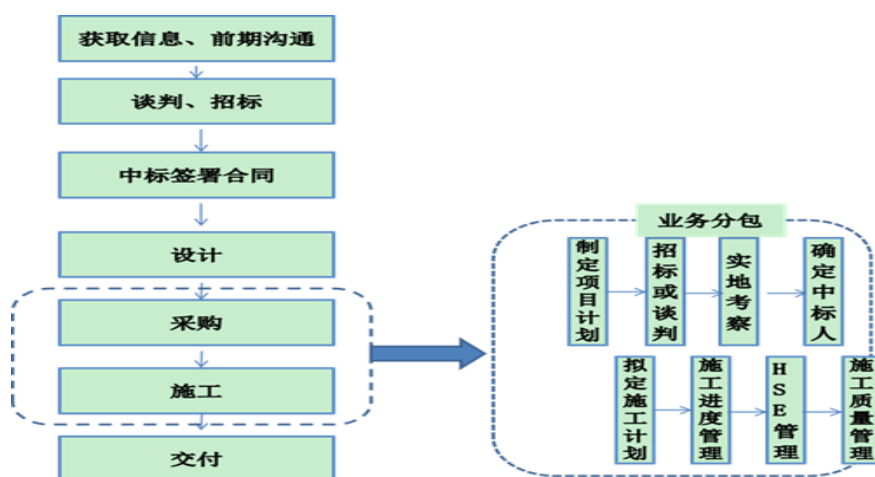 获取信息、前期沟通
谈判、招标
中标签署合同
设计
采购
施工
交付
业务分包
制定项目计划
招标或谈判
实地考察
确定中标人
拟定施工计划
施工进度管理
HSE管理
施工质量管理